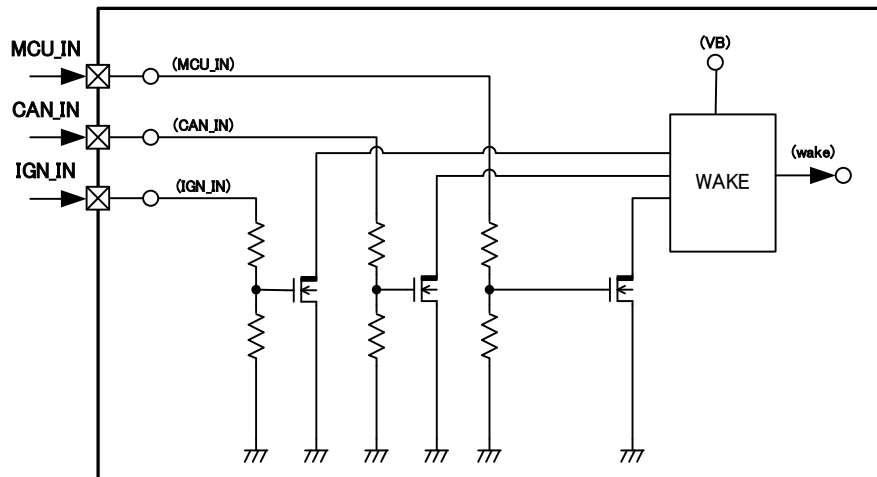 MCU_IN
(MCU_IN)
(VB)
CAN_IN
(CAN_IN)
(wake)
IGN_IN
(IGN_IN)
WAKE